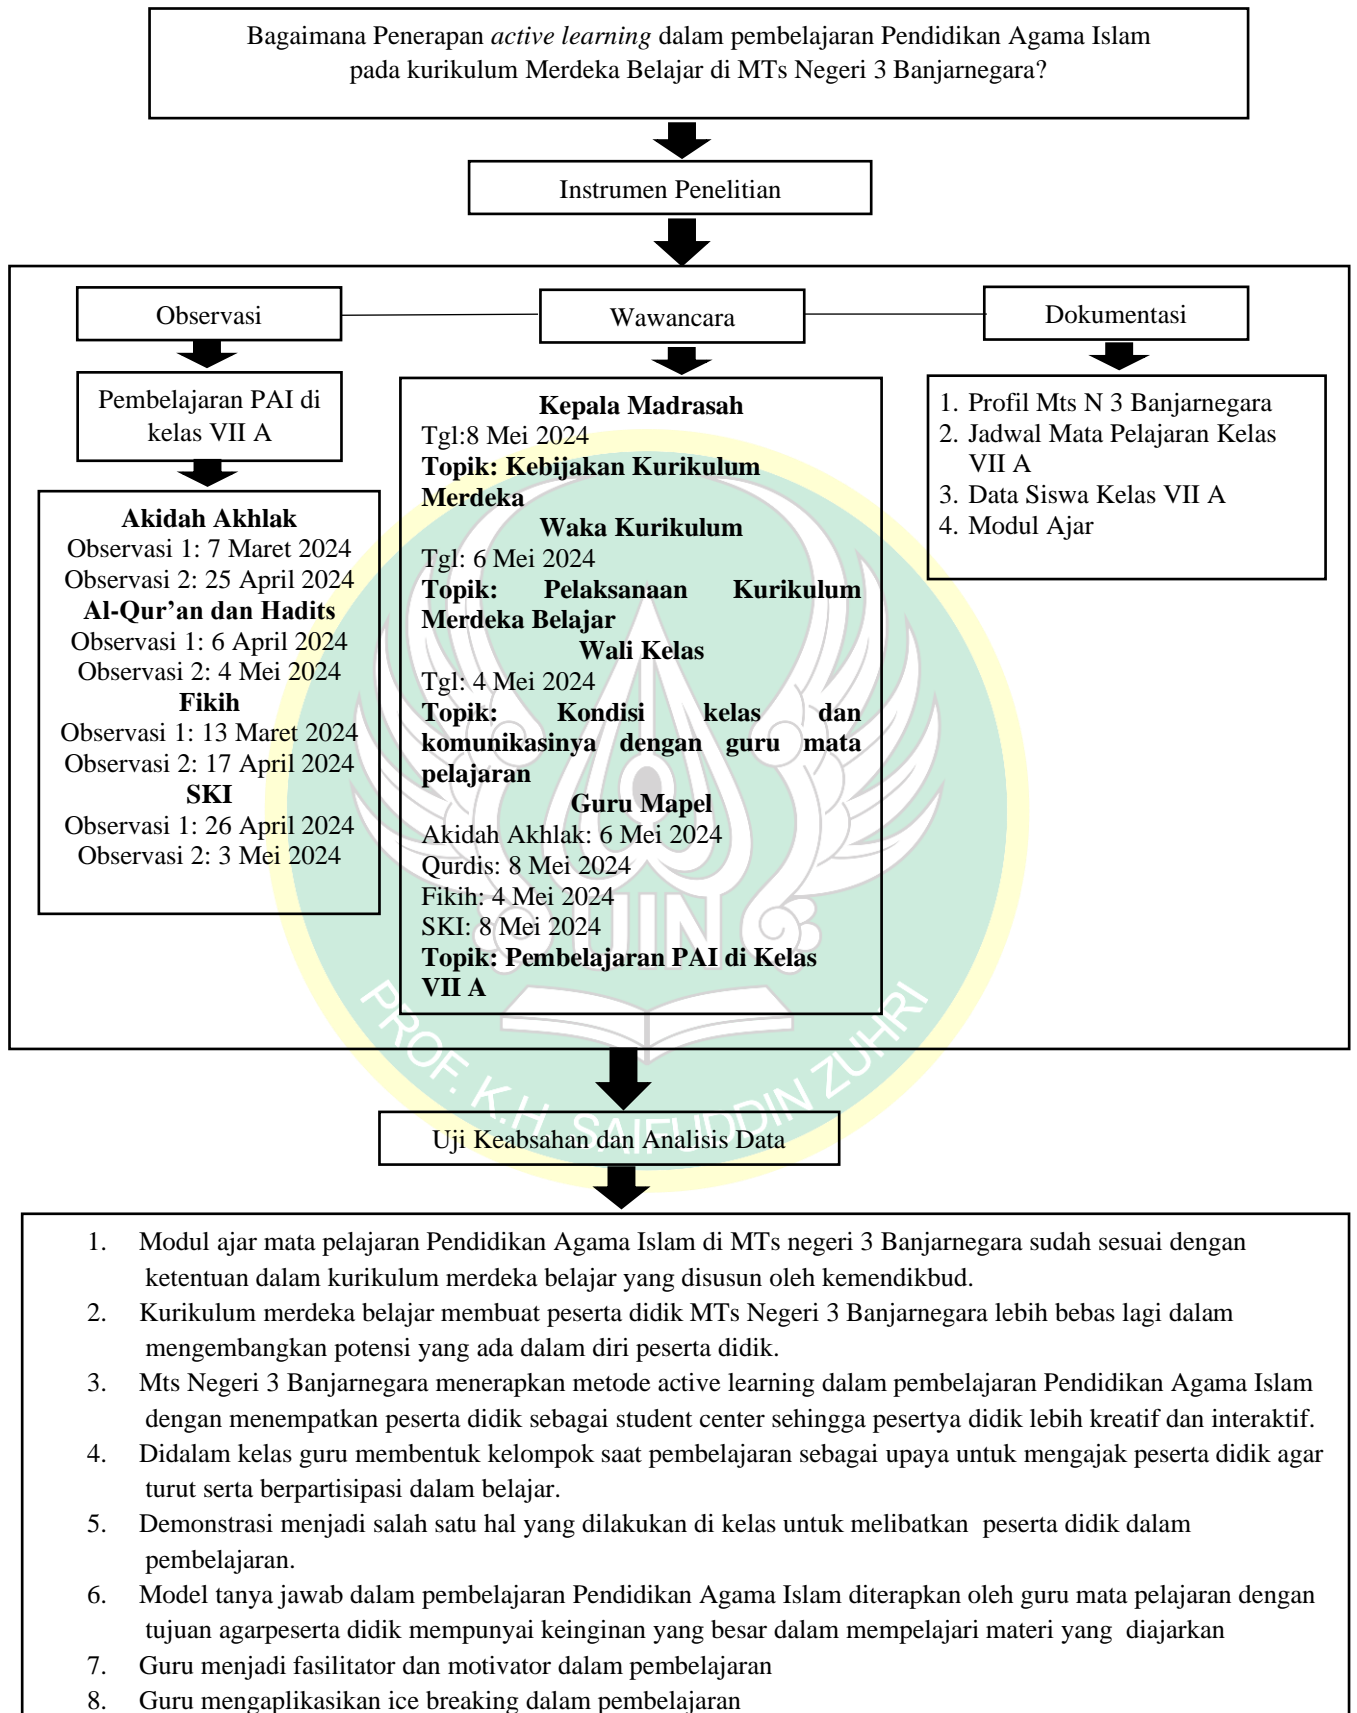 Bagaimana Penerapan active learning dalam pembelajaran Pendidikan Agama Islam
pada kurikulum Merdeka Belajar di MTs Negeri 3 Banjarnegara?
Instrumen Penelitian
Observasi
Wawancara
Dokumentasi
Pembelajaran PAI di
kelas VII A
Akidah Akhlak
Observasi 1: 7 Maret 2024
Observasi 2: 25 April 2024
Al-Qur’an dan Hadits
Observasi 1: 6 April 2024
Observasi 2: 4 Mei 2024
Fikih
Observasi 1: 13 Maret 2024
Observasi 2: 17 April 2024
SKI
Observasi 1: 26 April 2024
Observasi 2: 3 Mei 2024
Kepala Madrasah
Tgl:8 Mei 2024
Topik: Kebijakan Kurikulum
Merdeka
Waka Kurikulum
Tgl: 6 Mei 2024
Topik: Pelaksanaan Kurikulum
Merdeka Belajar
Wali Kelas
Tgl: 4 Mei 2024
Topik: Kondisi kelas dan
komunikasinya dengan guru mata
pelajaran
Guru Mapel
Akidah Akhlak: 6 Mei 2024
Qurdis: 8 Mei 2024
Fikih: 4 Mei 2024
SKI: 8 Mei 2024
Topik: Pembelajaran PAI di Kelas
VII A
1. Profil Mts N 3 Banjarnegara
2. Jadwal Mata Pelajaran Kelas
VII A
3. Data Siswa Kelas VII A
4. Modul Ajar
UIN
PROF. K.H. SAIFUDDIN ZUHRI
Uji Keabsahan dan Analisis Data
1. Modul ajar mata pelajaran Pendidikan Agama Islam di MTs negeri 3 Banjarnegara sudah sesuai dengan
ketentuan dalam kurikulum merdeka belajar yang disusun oleh kemendikbud.
2. Kurikulum merdeka belajar membuat peserta didik MTs Negeri 3 Banjarnegara lebih bebas lagi dalam
mengembangkan potensi yang ada dalam diri peserta didik.
3. Mts Negeri 3 Banjarnegara menerapkan metode active learning dalam pembelajaran Pendidikan Agama Islam
dengan menempatkan peserta didik sebagai student center sehingga pesertya didik lebih kreatif dan interaktif.
4. Didalam kelas guru membentuk kelompok saat pembelajaran sebagai upaya untuk mengajak peserta didik agar
turut serta berpartisipasi dalam belajar.
5. Demonstrasi menjadi salah satu hal yang dilakukan di kelas untuk melibatkan peserta didik dalam
pembelajaran.
6. Model tanya jawab dalam pembelajaran Pendidikan Agama Islam diterapkan oleh guru mata pelajaran dengan
tujuan agarpeserta didik mempunyai keinginan yang besar dalam mempelajari materi yang diajarkan
7. Guru menjadi fasilitator dan motivator dalam pembelajaran
8. Guru mengaplikasikan ice breaking dalam pembelajaran